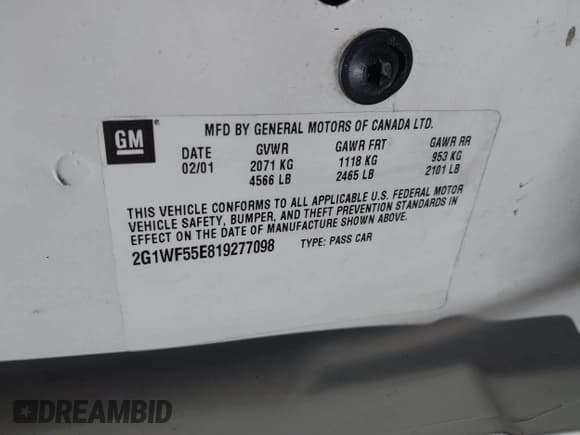 GM ®
MFD BY GENERAL MOTORS OF CANADA LTD.
DATE GVWR GAWR FRT GAWR RR
02/01 2071 KG 1118 KG 953 KG
4566 LB 2465 LB 2101 LB
THIS VEHICLE CONFORMS TO ALL APPLICABLE U.S. FEDERAL MOTOR
VEHICLE SAFETY, BUMPER, AND THEFT PREVENTION STANDARDS IN
EFFECT ON THE DATE OF MANUFACTURE SHOWN ABOVE.
2G1WF55E819277098 TYPE: PASS CAR
DREAMBID